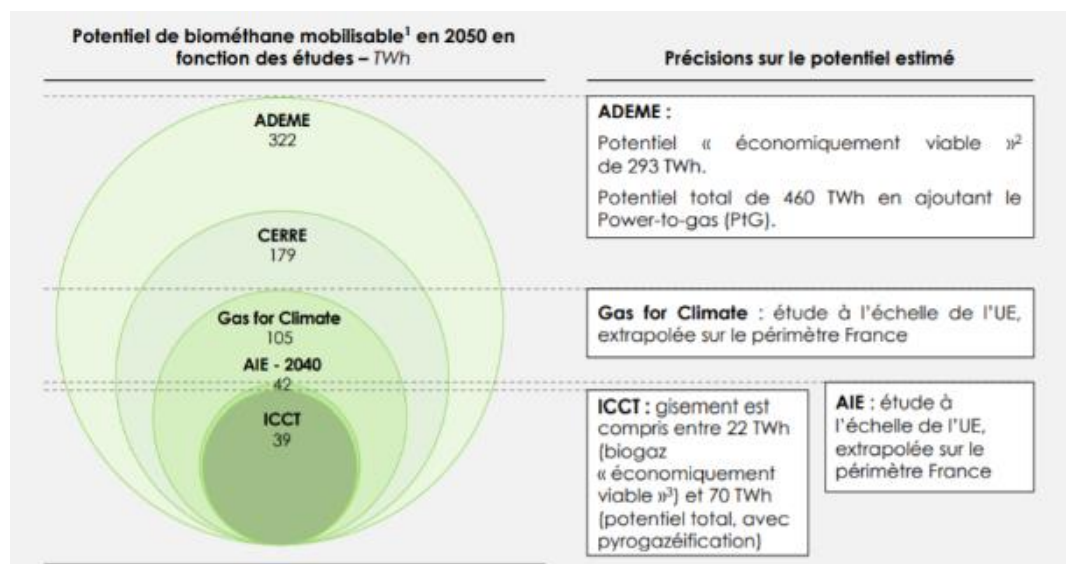 Potentiel de biométhane mobilisable¹ en 2050 en
fonction des études – TWh
Précisions sur le potentiel estimé
ADEME
322
CERRE
179
Gas for Climate
105
AIE - 2040
42
ICCT
39
ADEME :
Potentiel « économiquement viable »²
de 293 TWh.
Potentiel total de 460 TWh en ajoutant le
Power-to-gas (PtG).
Gas for Climate : étude à l'échelle de l'UE,
extrapolée sur le périmètre France
ICCT : gisement est
compris entre 22 TWh
(biogaz
« économiquement
viable »³) et 70 TWh
(potentiel total, avec
pyrogazéification)
AIE : étude à
l'échelle de l'UE,
extrapolée sur le
périmètre France